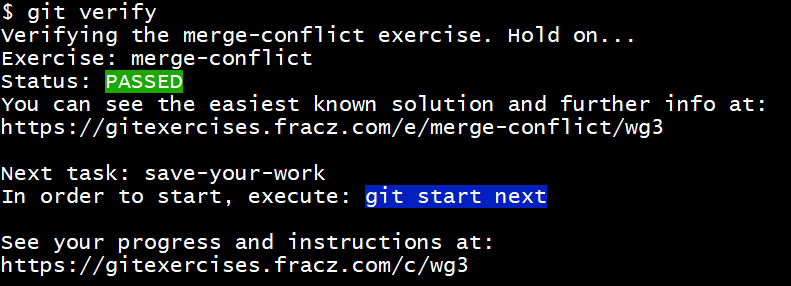 $ git verify
Verifying the merge-conflict exercise. Hold on...
Exercise: merge-conflict
Status: PASSED
You can see the easiest known solution and further info at:
https://gitexercises.fracz.com/e/merge-conflict/wg3
Next task: save-your-work
In order to start, execute: git start next
See your progress and instructions at:
https://gitexercises.fracz.com/c/wg3